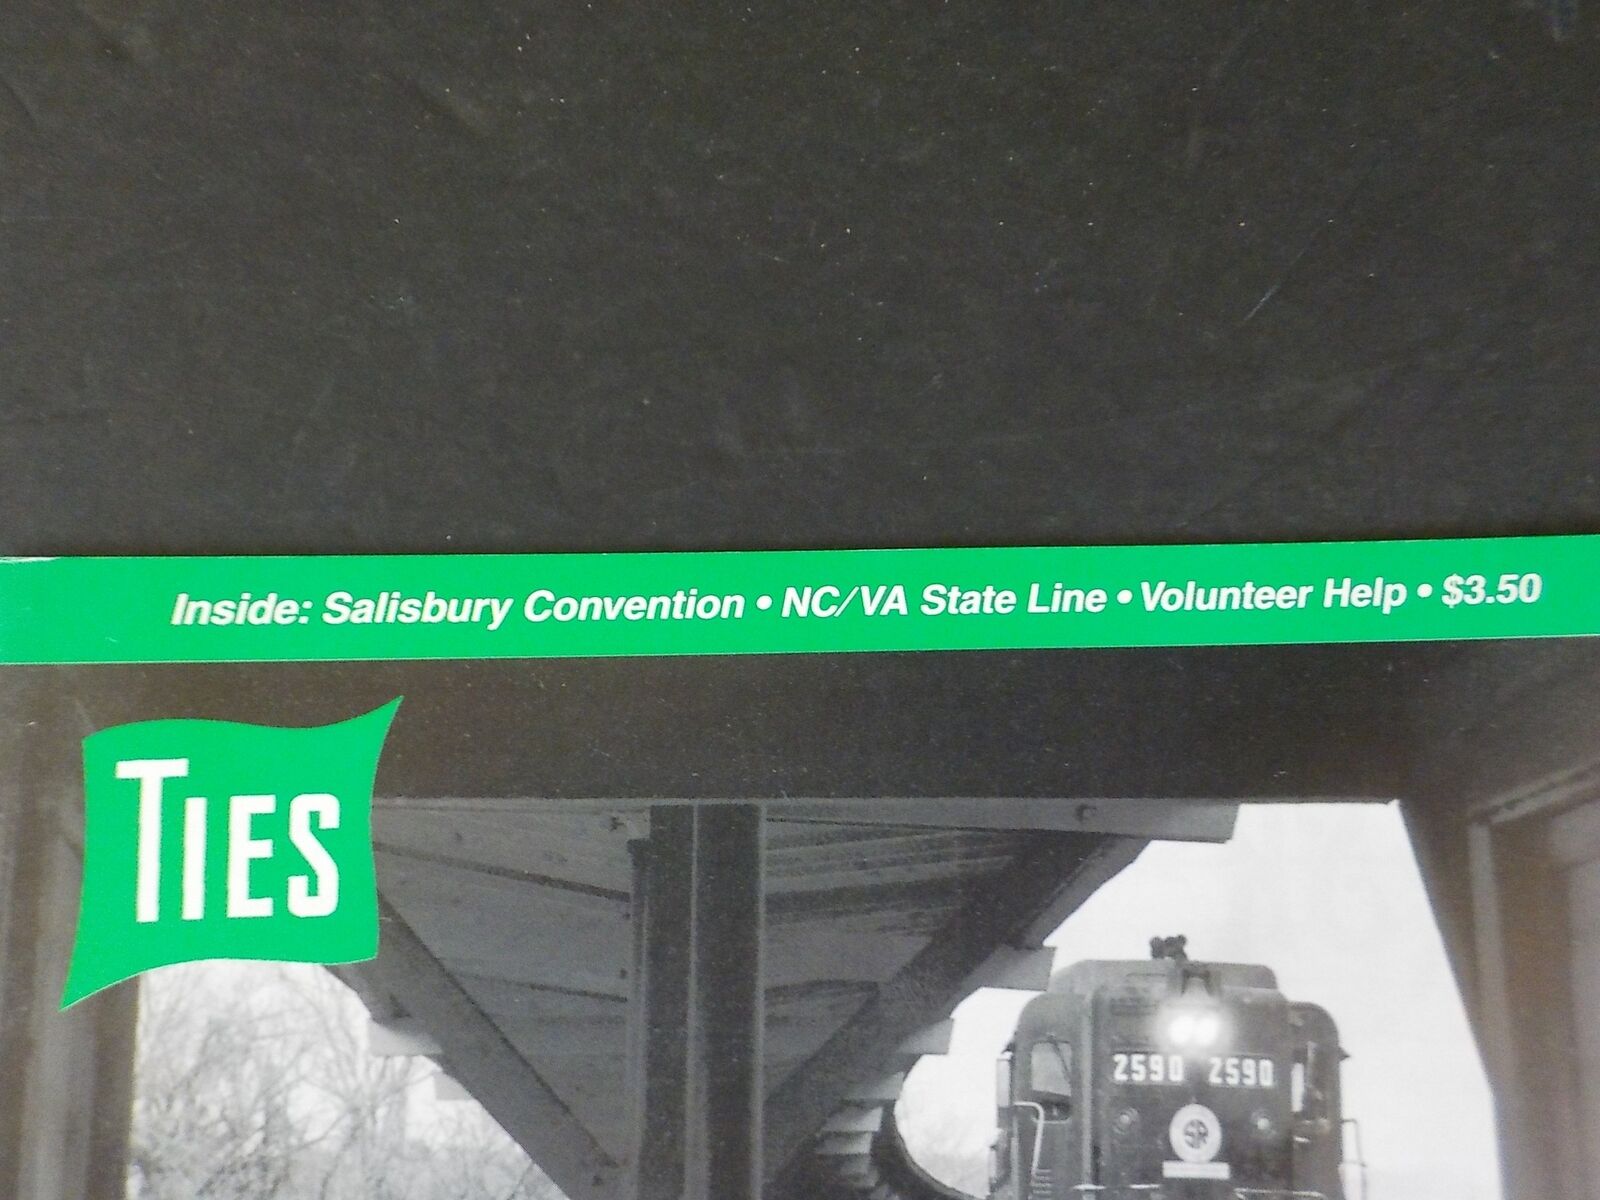 Inside: Salisbury Convention • NC/VA State Line • Volunteer Help • $3.50
TIES
2590 2590
SR